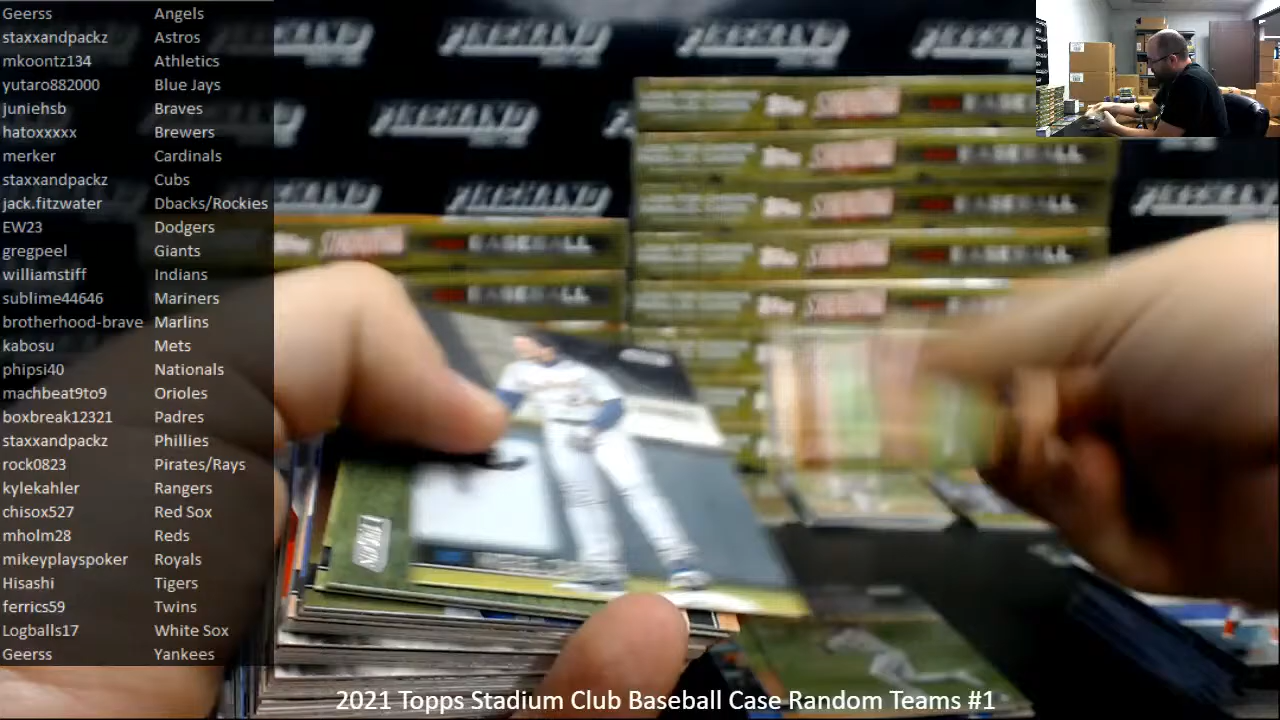 Geerss Angels
staxxandpackz Astros
mkoontz134 Athletics
yutaro882000 Blue Jays
juniehsb Braves
hatoxxxxx Brewers
merker Cardinals
staxxandpackz Cubs
jack.fitzwater Dbacks/Rockies
EW23 Dodgers
gregpeel Giants
williamstiff Indians
sublime44646 Mariners
brotherhood-brave Marlins
kabosu Mets
phipsi40 Nationals
machbeat9to9 Orioles
boxbreak12321 Padres
staxxandpackz Phillies
rock0823 Pirates/Rays
kylekahler Rangers
chisox527 Red Sox
mholm28 Reds
mikeyplayspoker Royals
Hisashi Tigers
ferrics59 Twins
Logballs17 White Sox
Geerss Yankees
topps BASEBALL
2021 Topps Stadium Club Baseball Case Random Teams #1